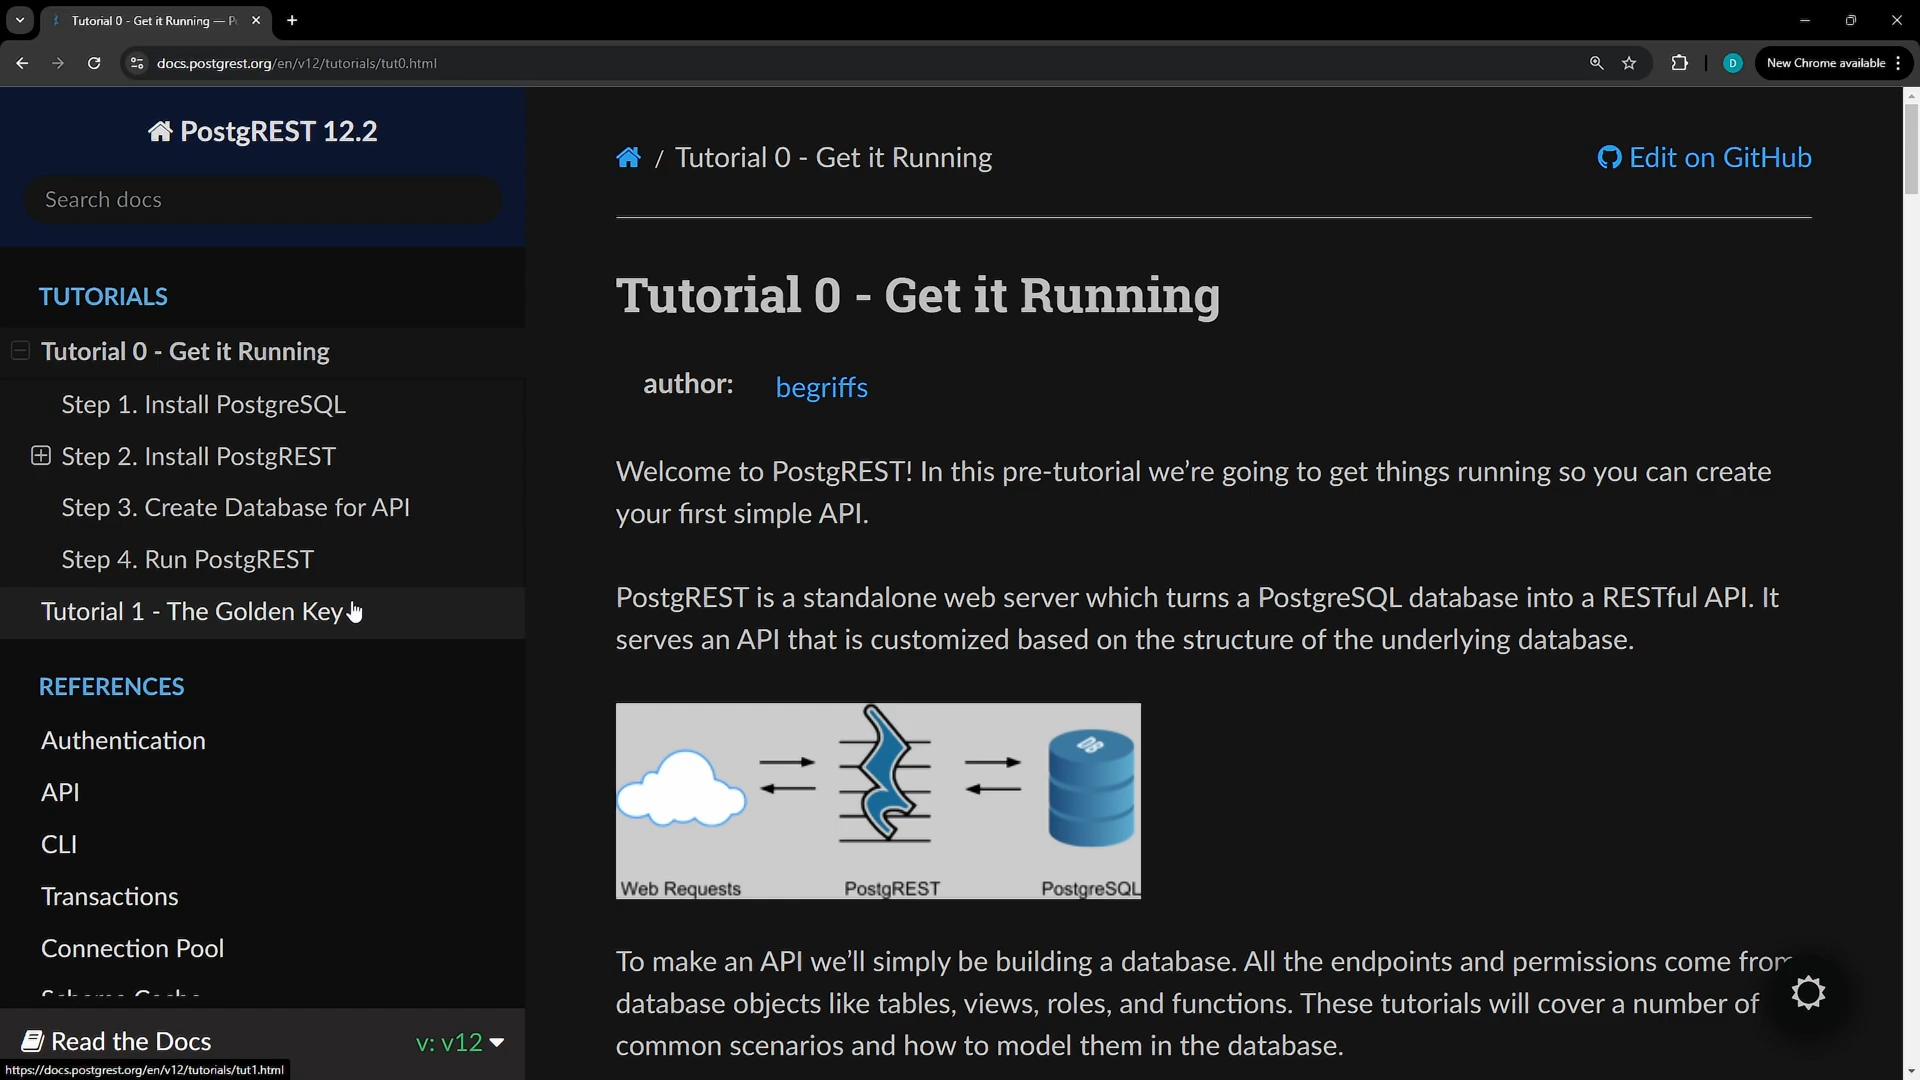 Tutorial 0 - Get it Running — P
docs.postgrest.org/en/v12/tutorials/tut0.html
D
New Chrome available
PostgREST 12.2
Search docs
TUTORIALS
Tutorial 0 - Get it Running
Step 1. Install PostgreSQL
Step 2. Install PostgREST
Step 3. Create Database for API
Step 4. Run PostgREST
Tutorial 1 - The Golden Key
REFERENCES
Authentication
API
CLI
Transactions
Connection Pool
Schema Cache
Read the Docs
v: v12
https://docs.postgrest.org/en/v12/tutorials/tut1.html
/ Tutorial 0 - Get it Running
Edit on GitHub
Tutorial 0 - Get it Running
author: begriffs
Welcome to PostgREST! In this pre-tutorial we’re going to get things running so you can create
your first simple API.
PostgREST is a standalone web server which turns a PostgreSQL database into a RESTful API. It
serves an API that is customized based on the structure of the underlying database.
DB
Web Requests PostgREST PostgreSQL
To make an API we’ll simply be building a database. All the endpoints and permissions come from
database objects like tables, views, roles, and functions. These tutorials will cover a number of
common scenarios and how to model them in the database.